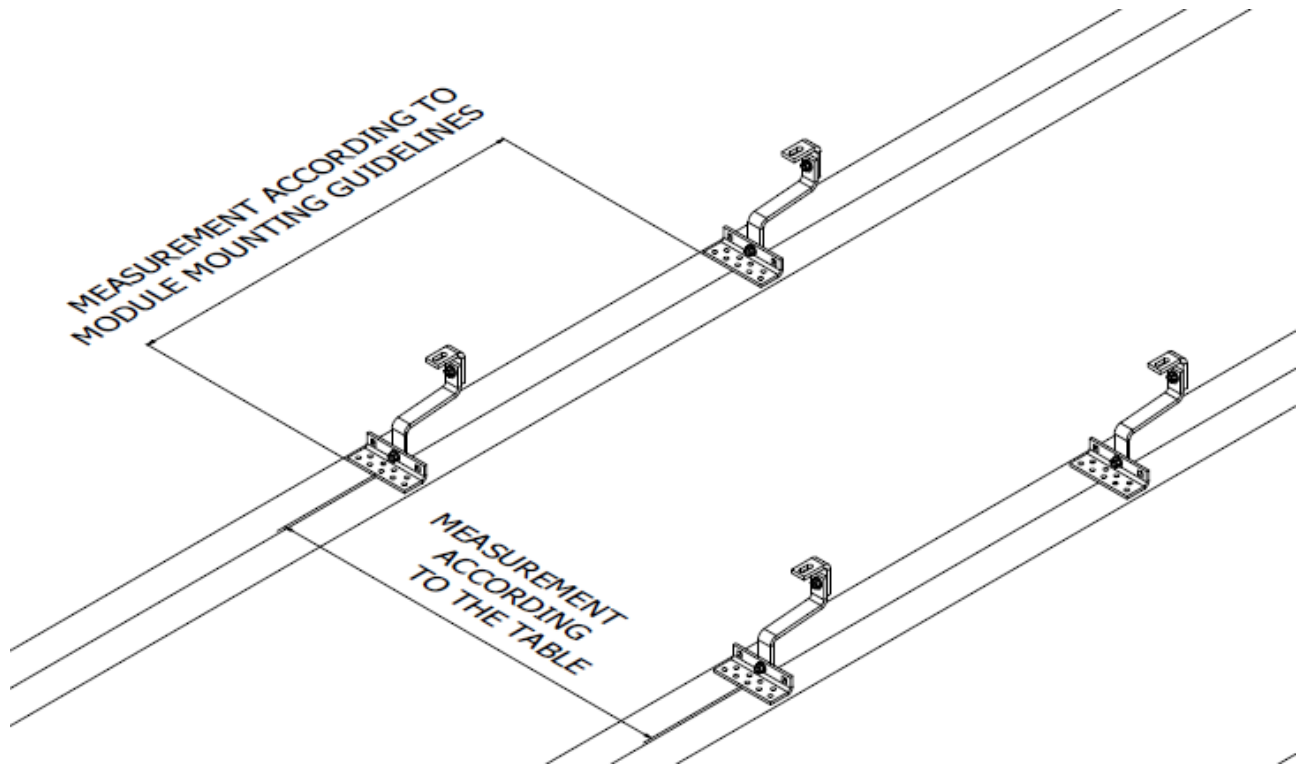 MEASUREMENT ACCORDING TO
MODULE MOUNTING GUIDELINES
MEASUREMENT
ACCORDING
TO THE TABLE